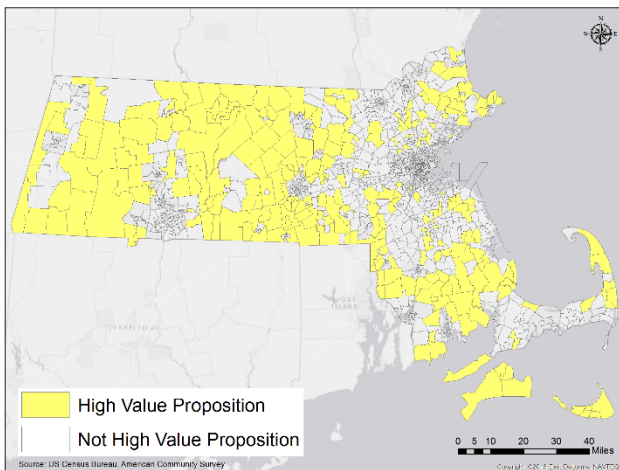 N
W
E
S
CONNECTICUT
ISLAND
High Value Proposition
Not High Value Proposition
0 5 10 20 30 40
Miles
Source: US Census Bureau, American Community Survey